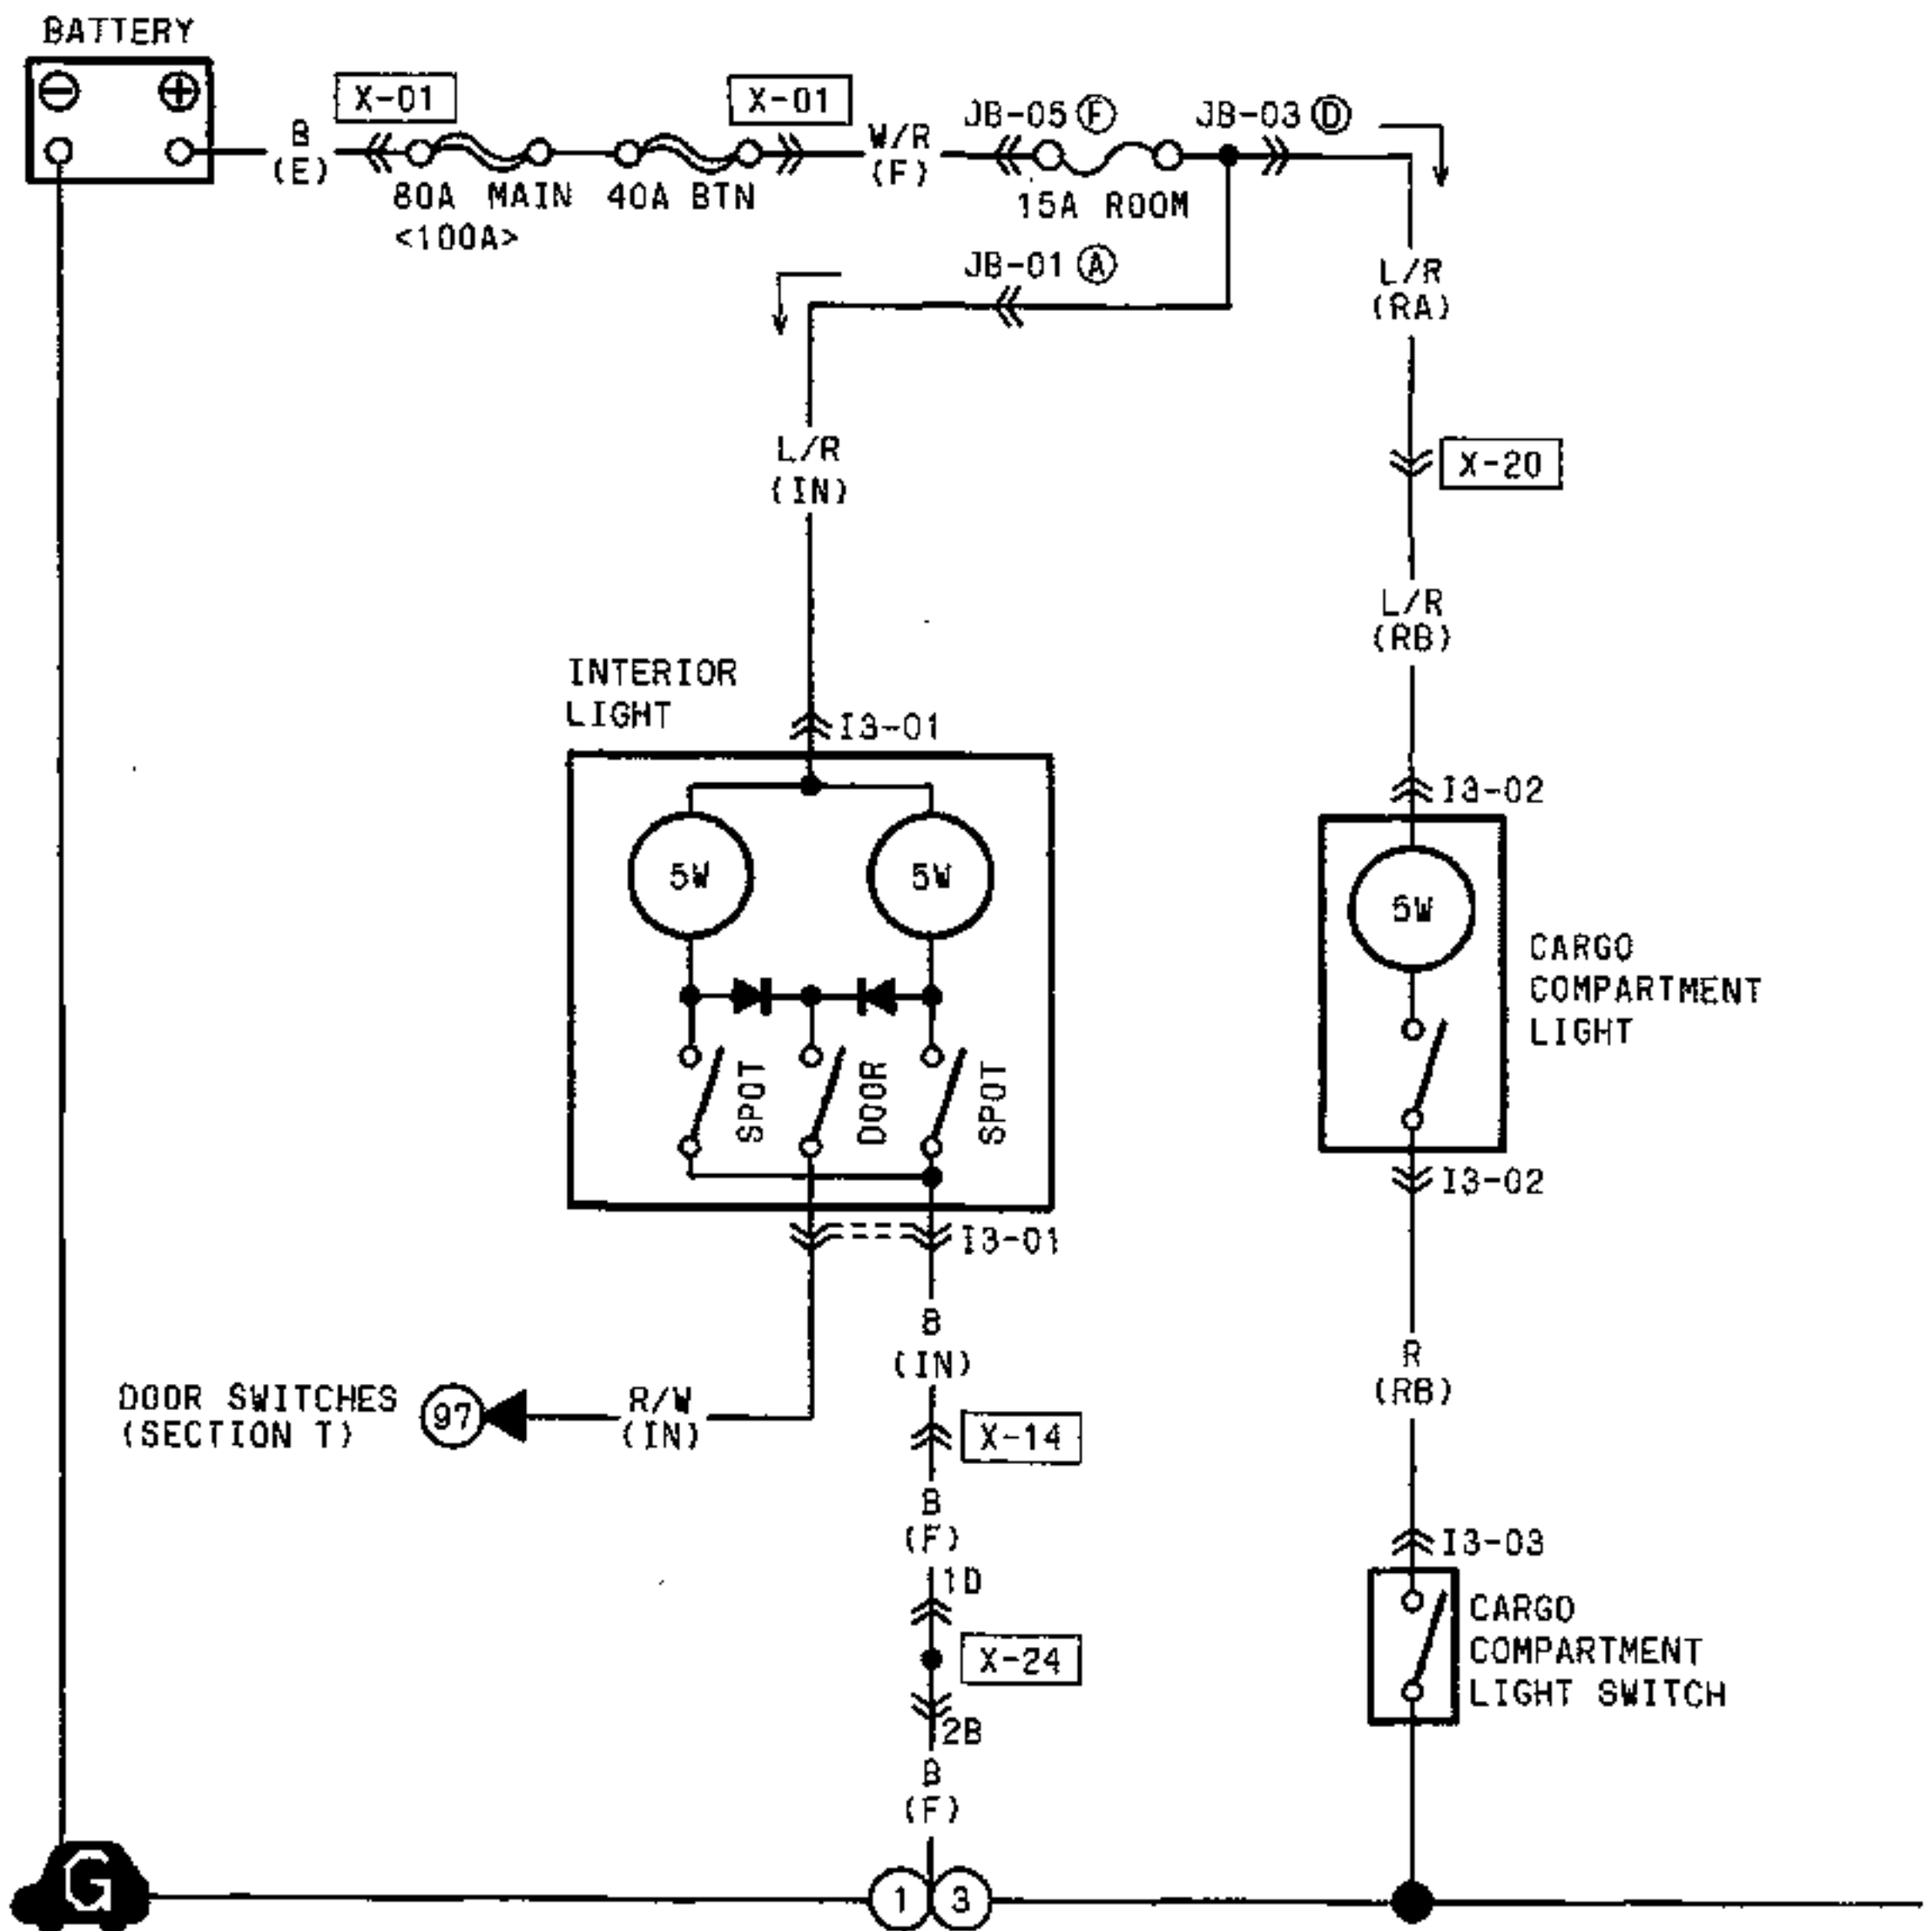 BATTERY
X-01
X-01
JB-05 F
JB-03 D
B
(E)
W/R
(F)
80A MAIN
<100A>
40A BTN
15A ROOM
JB-01 A
L/R
(RA)
L/R
(IN)
X-20
L/R
(RB)
INTERIOR
LIGHT
I3-01
I3-02
5W
5W
5W
CARGO
COMPARTMENT
LIGHT
SPOT
DOOR
SPOT
I3-02
I3-01
B
(IN)
R
(RB)
DOOR SWITCHES
(SECTION T)
97
R/W
(IN)
X-14
B
(F)
1D
I3-03
X-24
CARGO
COMPARTMENT
LIGHT SWITCH
2B
B
(F)
G
1
3